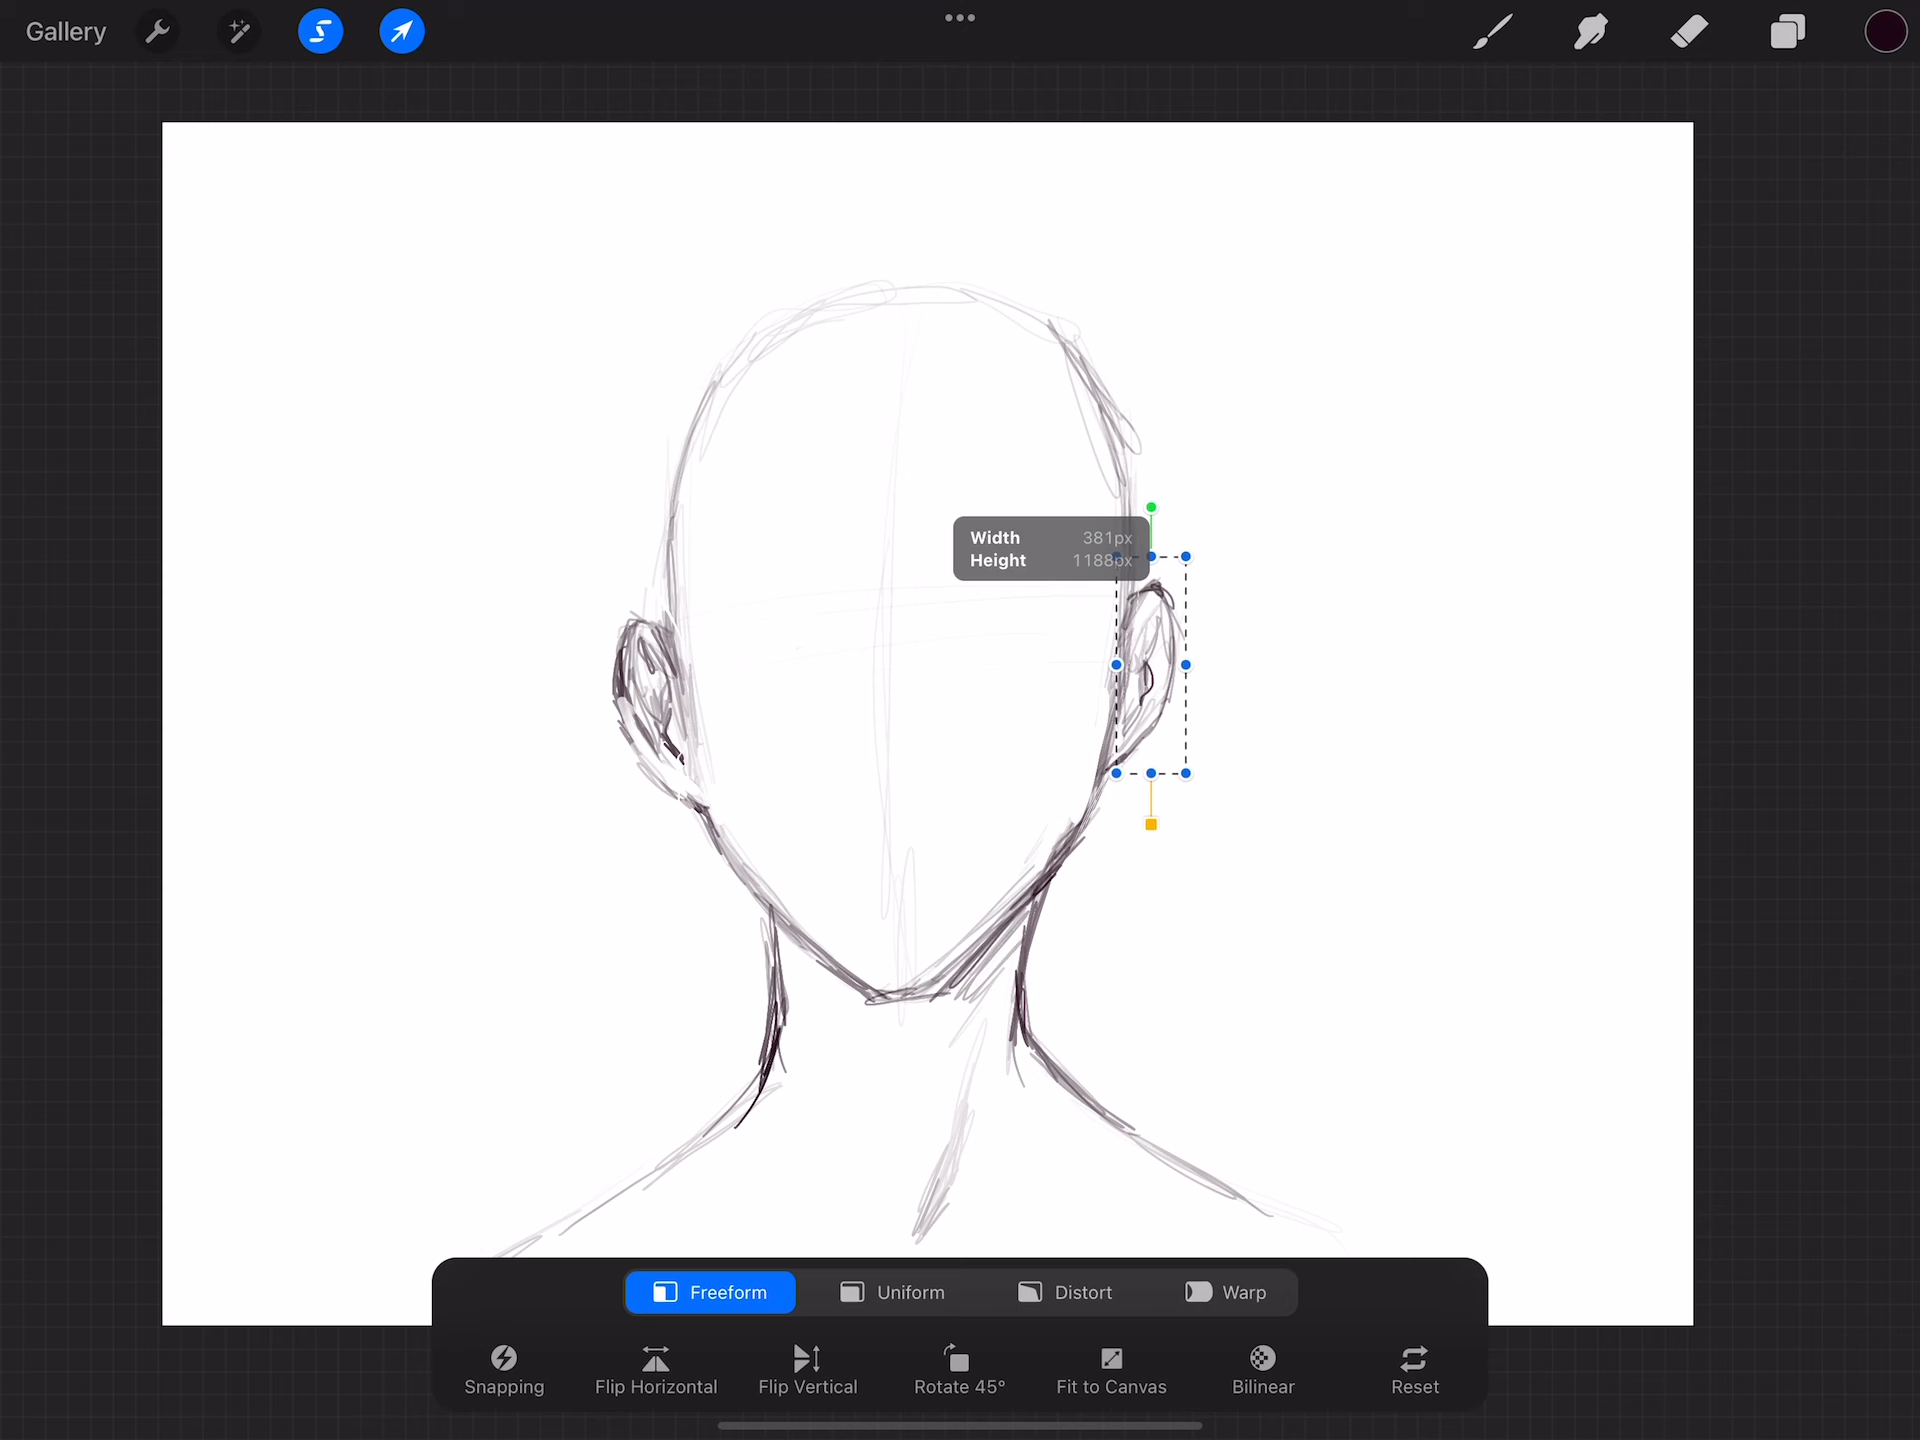 Gallery
Width 381px
Height 1188px
Freeform Uniform Distort Warp
Snapping Flip Horizontal Flip Vertical Rotate 45° Fit to Canvas Bilinear Reset